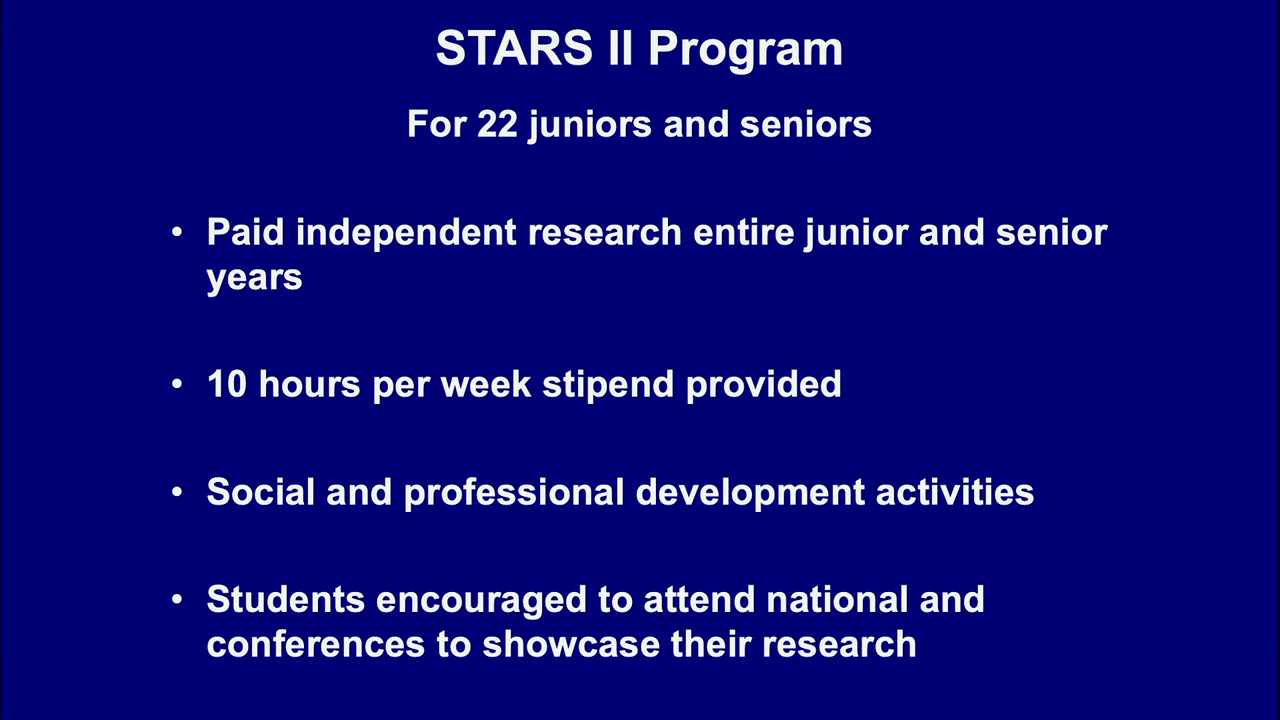 STARS II Program
For 22 juniors and seniors
• Paid independent research entire junior and senior
years
• 10 hours per week stipend provided
• Social and professional development activities
• Students encouraged to attend national and
conferences to showcase their research